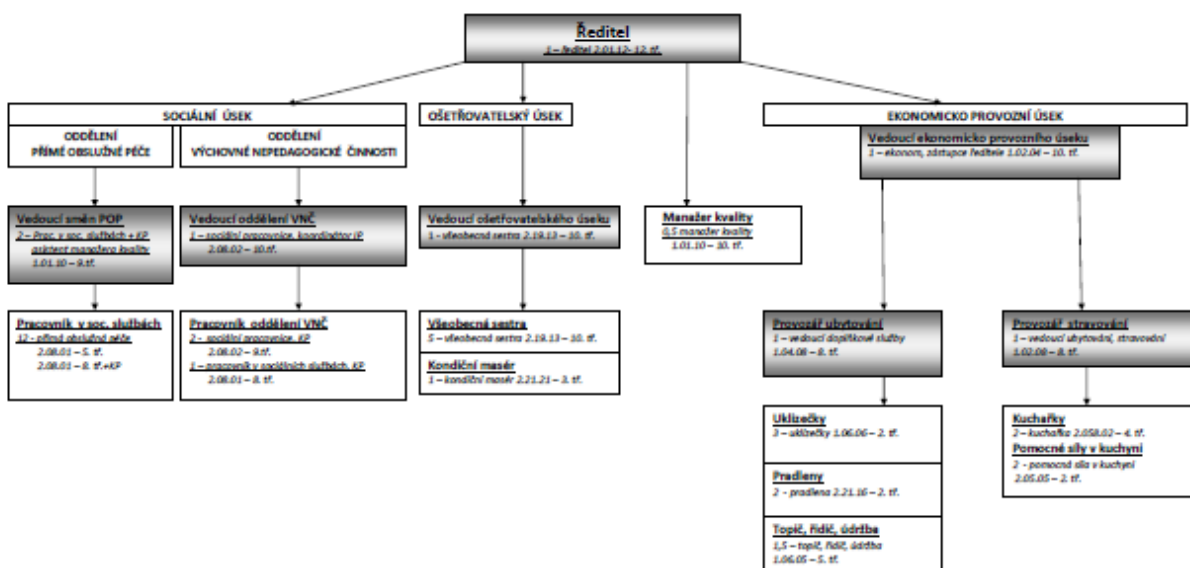 Ředitel
1 – ředitel 2.01.12- 12. tř.
SOCIÁLNÍ ÚSEK
ODDĚLENÍ
PŘÍMÉ OBSLUŽNÉ PÉČE
ODDĚLENÍ
VÝCHOVNÉ NEPEDAGOGICKÉ ČINNOSTI
OŠETŘOVATELSKÝ ÚSEK
EKONOMICKO PROVOZNÍ ÚSEK
Vedoucí ekonomicko provozního úseku
1 – ekonom, zástupce ředitele 1.02.04 – 10. tř.
Vedoucí směn POP
2 – Prac. v soc. službách + KP
asistent manažera kvality
1.01.10 – 9.tř.
Vedoucí oddělení VNČ
1 – sociální pracovnice, koordinátor IP
2.08.02 – 10.tř.
Vedoucí ošetřovatelského úseku
1 - všeobecná sestra 2.19.13 – 10. tř.
Manažer kvality
0,5 manažer kvality
1.01.10 – 10. tř.
Pracovník v soc. službách
12 - přímá obslužná péče
2.08.01 – 5. tř.
2.08.01 – 8. tř.+KP
Pracovník oddělení VNČ
2 - sociální pracovnice, KP
2.08.02 – 9.tř.
1 – pracovník v sociálních službách, KP
2.08.01 – 8. tř.
Všeobecná sestra
5 – všeobecná sestra 2.19.13 – 10. tř.
Kondiční masér
1 – kondiční masér 2.21.21 – 3. tř.
Provozář ubytování
1 – vedoucí doplňkové služby
1.04.08 – 8. tř.
Provozář stravování
1 – vedoucí ubytování, stravování
1.02.08 – 8. tř.
Uklízečky
3 – uklízečky 1.06.06 – 2. tř.
Pradleny
2 - pradlena 2.21.16 – 2. tř.
Topič, řidič, údržba
1,5 – topič, řidič, údržba
1.06.05 – 5. tř.
Kuchařky
2 – kuchařka 2.058.02 – 4. tř.
Pomocné síly v kuchyni
2 - pomocná síla v kuchyni
2.05.05 – 2. tř.